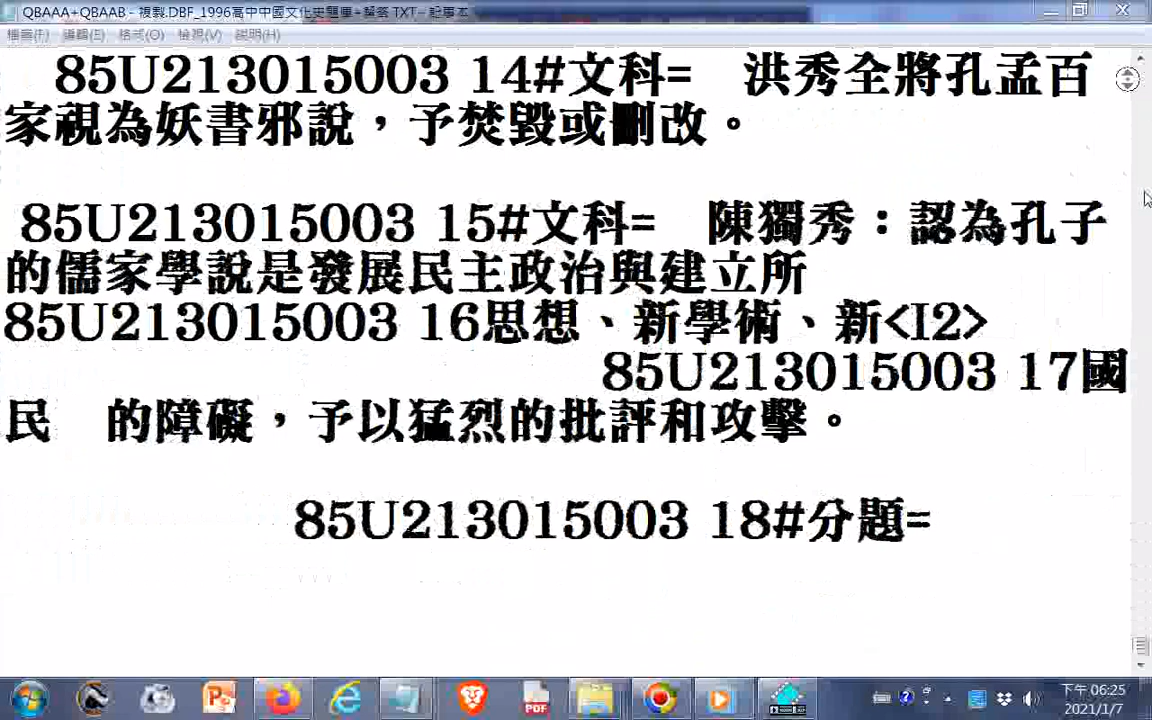 QBAAA+QBAAB - 複製.DBF_1996高中中國文化史題庫+螢答 TXT - 記事本
檔案(F) 編輯(E) 格式(O) 檢視(V) 說明(H)
85U213015003 14#文科= 洪秀全將孔孟百
家視為妖書邪說，予焚毀或刪改。
85U213015003 15#文科= 陳獨秀：認為孔子
的儒家學說是發展民主政治與建立所
85U213015003 16思想、新學術、新<I2>
85U213015003 17國
民 的障礙，予以猛烈的批評和攻擊。
85U213015003 18#分題=
PDF
下午 06:25
2021/1/7